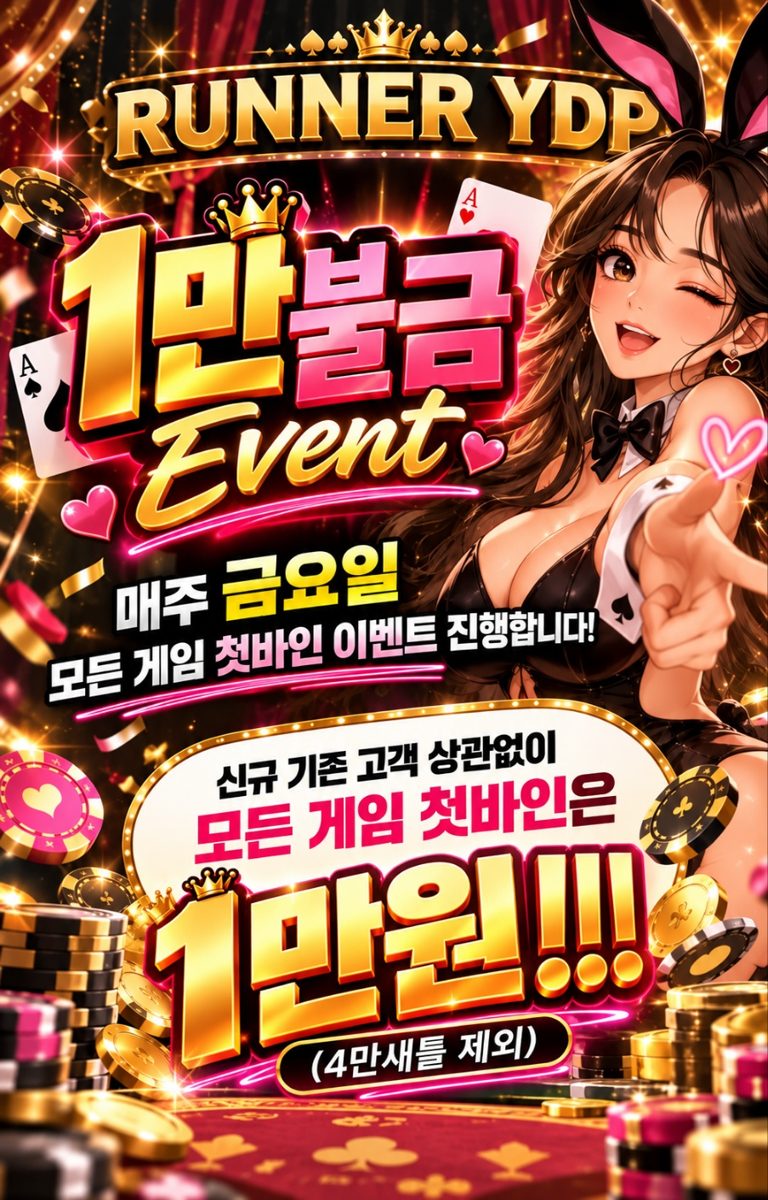 RUNNER YDP
A
A
1만불금
Event
매주 금요일
모든 게임 첫바인 이벤트 진행합니다!
신규 기존 고객 상관없이
모든 게임 첫바인은
1만원!!!
(4만새틀 제외)